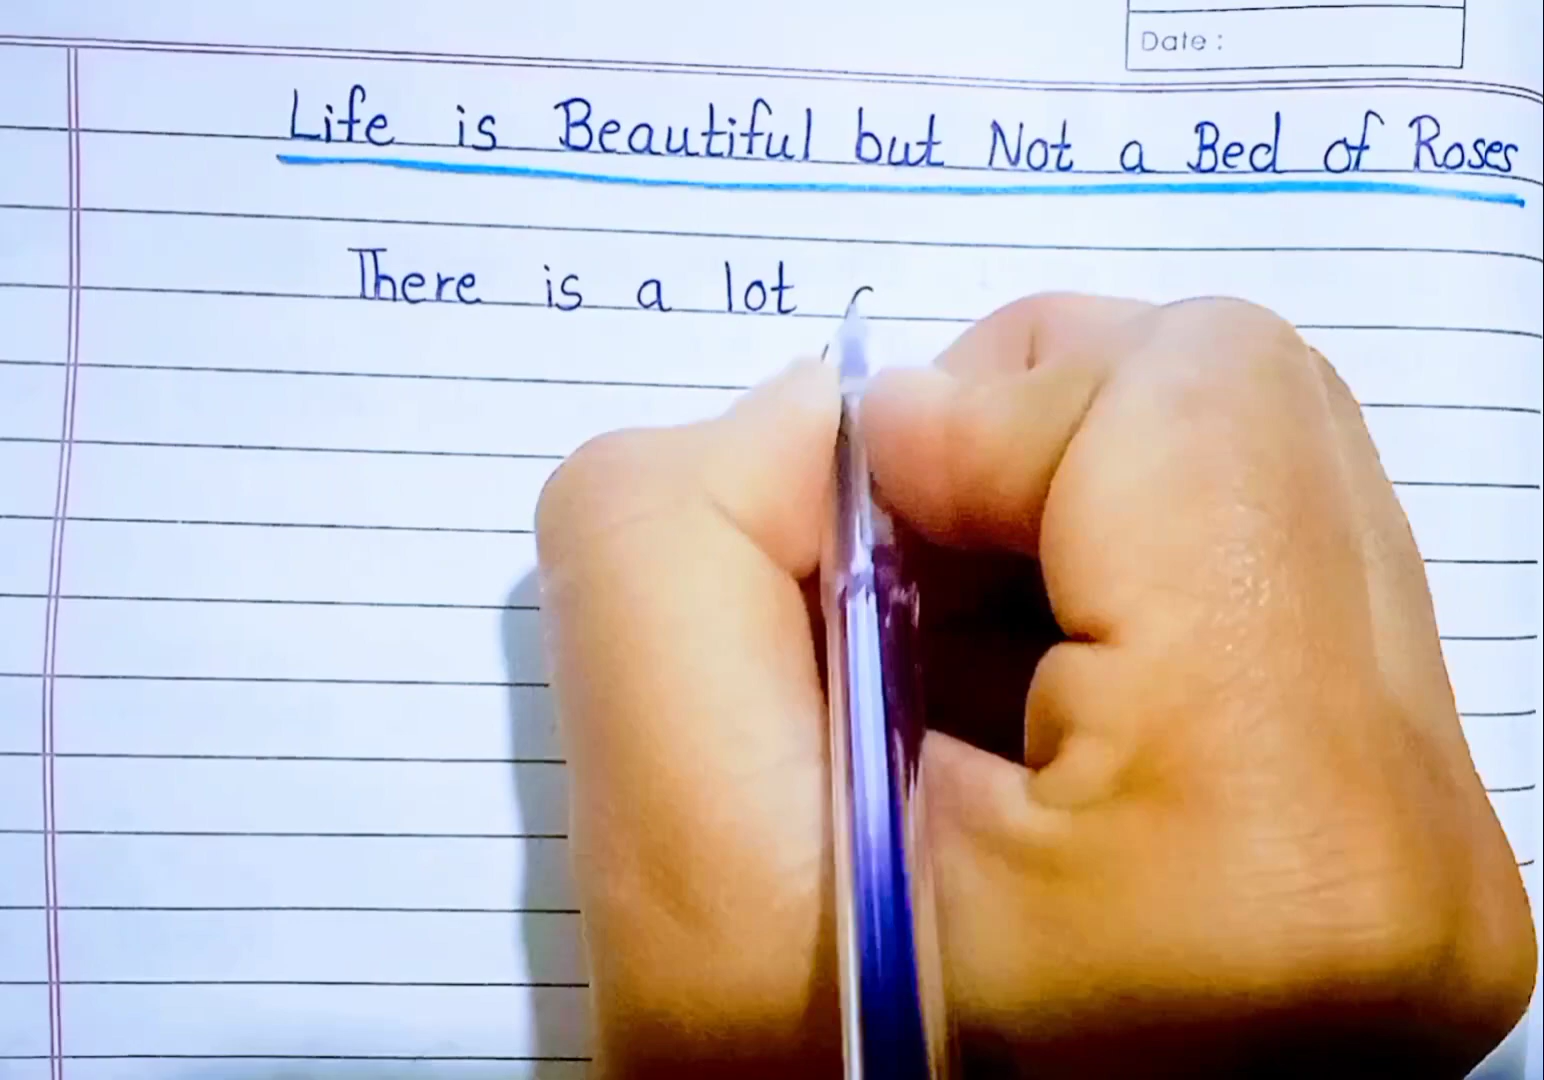 Date :
Life is Beautiful but Not a Bed of Roses
There is a lot